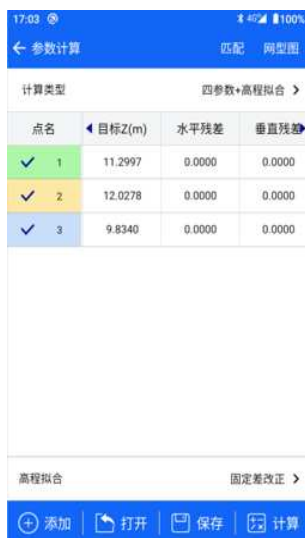 17:03 4G 100%
参数计算 匹配 网型图
计算类型 四参数+高程拟合
点名 目标Z(m) 水平残差 垂直残差
1 11.2997 0.0000 0.0000
2 12.0278 0.0000 0.0000
3 9.8340 0.0000 0.0000
高程拟合 固定差改正
添加 打开 保存 计算